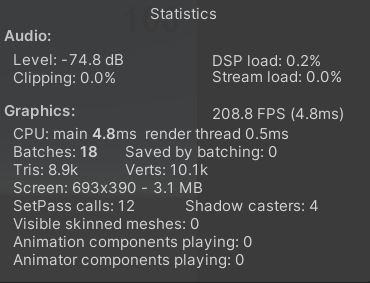 Statistics
Audio:
Level: -74.8 dB DSP load: 0.2%
Clipping: 0.0% Stream load: 0.0%
Graphics: 208.8 FPS (4.8ms)
CPU: main 4.8ms render thread 0.5ms
Batches: 18 Saved by batching: 0
Tris: 8.9k Verts: 10.1k
Screen: 693x390 - 3.1 MB
SetPass calls: 12 Shadow casters: 4
Visible skinned meshes: 0
Animation components playing: 0
Animator components playing: 0